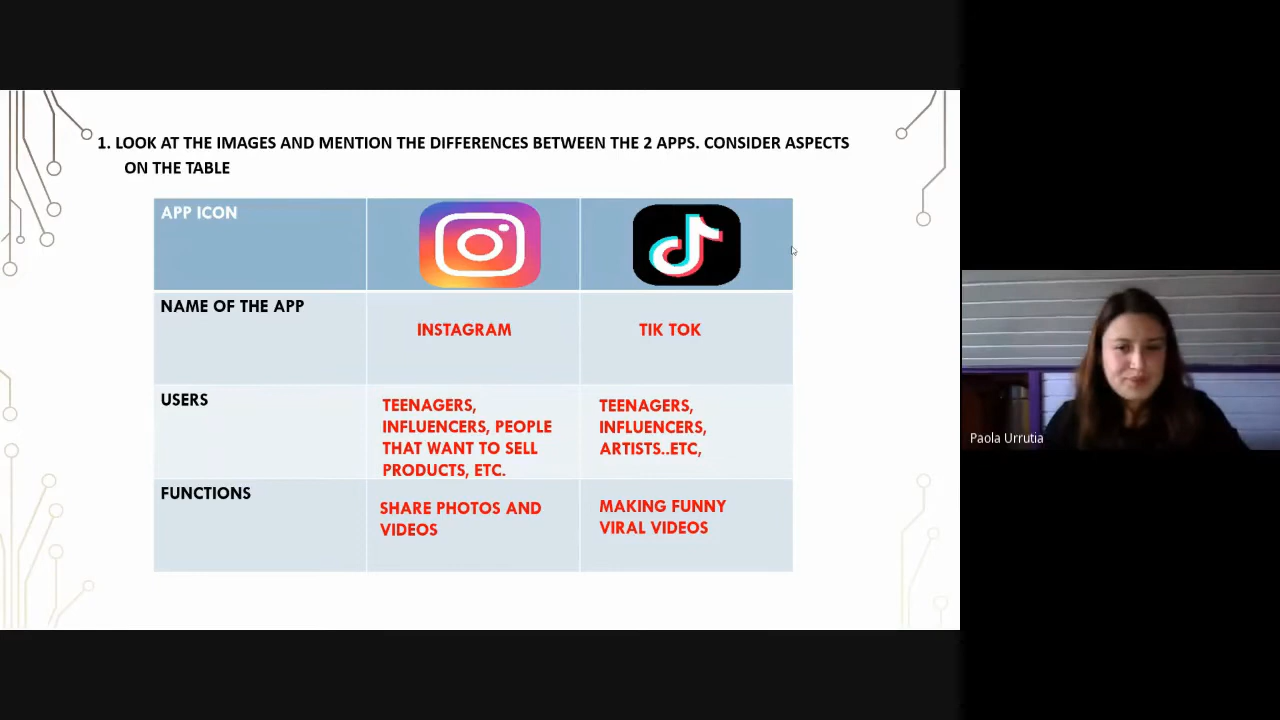 1. LOOK AT THE IMAGES AND MENTION THE DIFFERENCES BETWEEN THE 2 APPS. CONSIDER ASPECTS
ON THE TABLE
APP ICON
NAME OF THE APP
INSTAGRAM
TIK TOK
USERS
TEENAGERS,
INFLUENCERS, PEOPLE
THAT WANT TO SELL
PRODUCTS, ETC.
TEENAGERS,
INFLUENCERS,
ARTISTS..ETC,
FUNCTIONS
SHARE PHOTOS AND
VIDEOS
MAKING FUNNY
VIRAL VIDEOS
Paola Urrutia